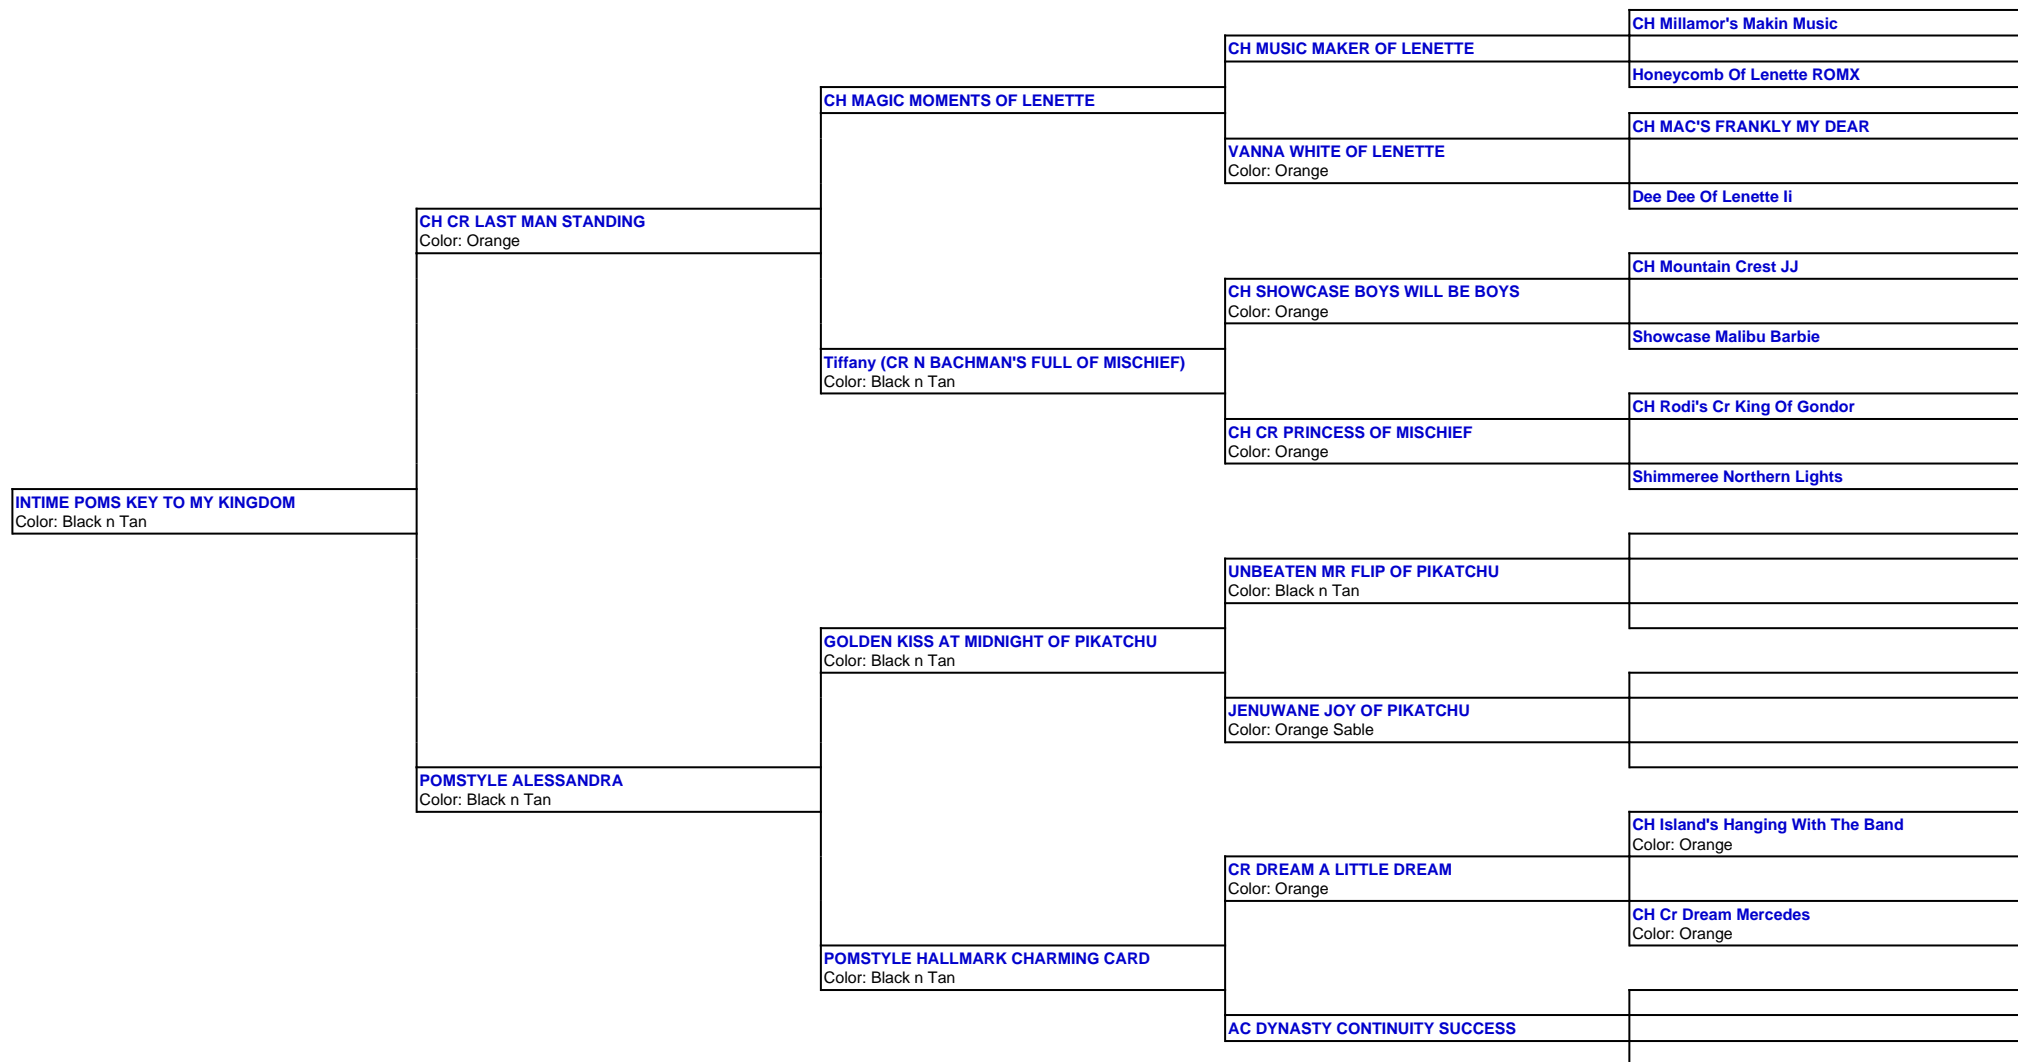 CH Millamor's Makin Music
CH MUSIC MAKER OF LENETTE
Honeycomb Of Lenette ROMX
CH MAGIC MOMENTS OF LENETTE
CH MAC'S FRANKLY MY DEAR
VANNA WHITE OF LENETTE
Color: Orange
Dee Dee Of Lenette Ii
CH CR LAST MAN STANDING
Color: Orange
CH Mountain Crest JJ
CH SHOWCASE BOYS WILL BE BOYS
Color: Orange
Showcase Malibu Barbie
Tiffany (CR N BACHMAN'S FULL OF MISCHIEF)
Color: Black n Tan
CH Rodi's Cr King Of Gondor
CH CR PRINCESS OF MISCHIEF
Color: Orange
Shimmeree Northern Lights
INTIME POMS KEY TO MY KINGDOM
Color: Black n Tan
UNBEATEN MR FLIP OF PIKATCHU
Color: Black n Tan
GOLDEN KISS AT MIDNIGHT OF PIKATCHU
Color: Black n Tan
JENUWANE JOY OF PIKATCHU
Color: Orange Sable
POMSTYLE ALESSANDRA
Color: Black n Tan
CH Island's Hanging With The Band
Color: Orange
CR DREAM A LITTLE DREAM
Color: Orange
CH Cr Dream Mercedes
Color: Orange
POMSTYLE HALLMARK CHARMING CARD
Color: Black n Tan
AC DYNASTY CONTINUITY SUCCESS